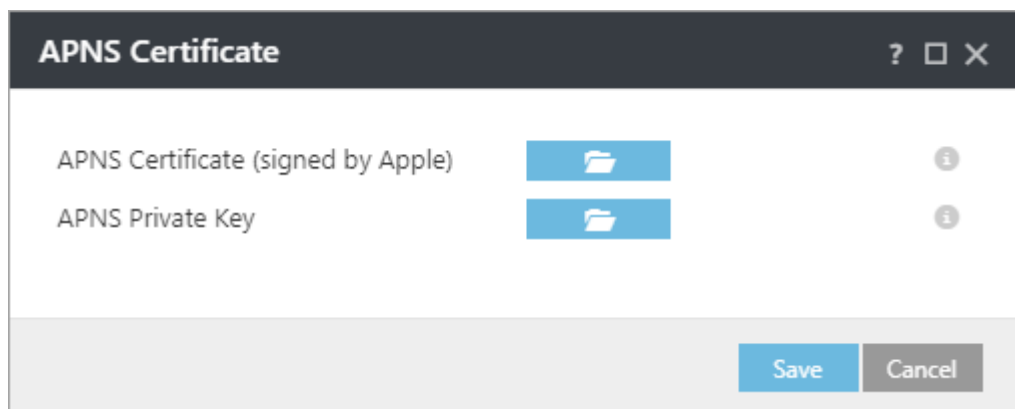 APNS Certificate ?
APNS Certificate (signed by Apple)
APNS Private Key
Save Cancel